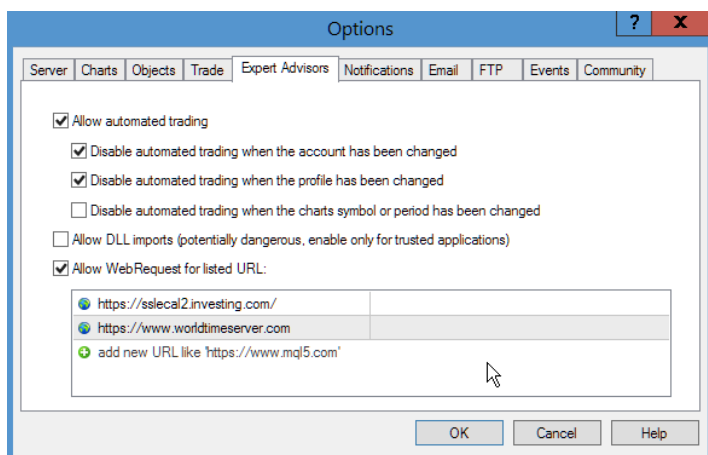 Options
? x
Server Charts Objects Trade Expert Advisors Notifications Email FTP Events Community
Allow automated trading
Disable automated trading when the account has been changed
Disable automated trading when the profile has been changed
Disable automated trading when the charts symbol or period has been changed
Allow DLL imports (potentially dangerous, enable only for trusted applications)
Allow WebRequest for listed URL:
https://sslecal2.investing.com/
https://www.worldtimeserver.com
add new URL like 'https://www.mql5.com'
OK Cancel Help